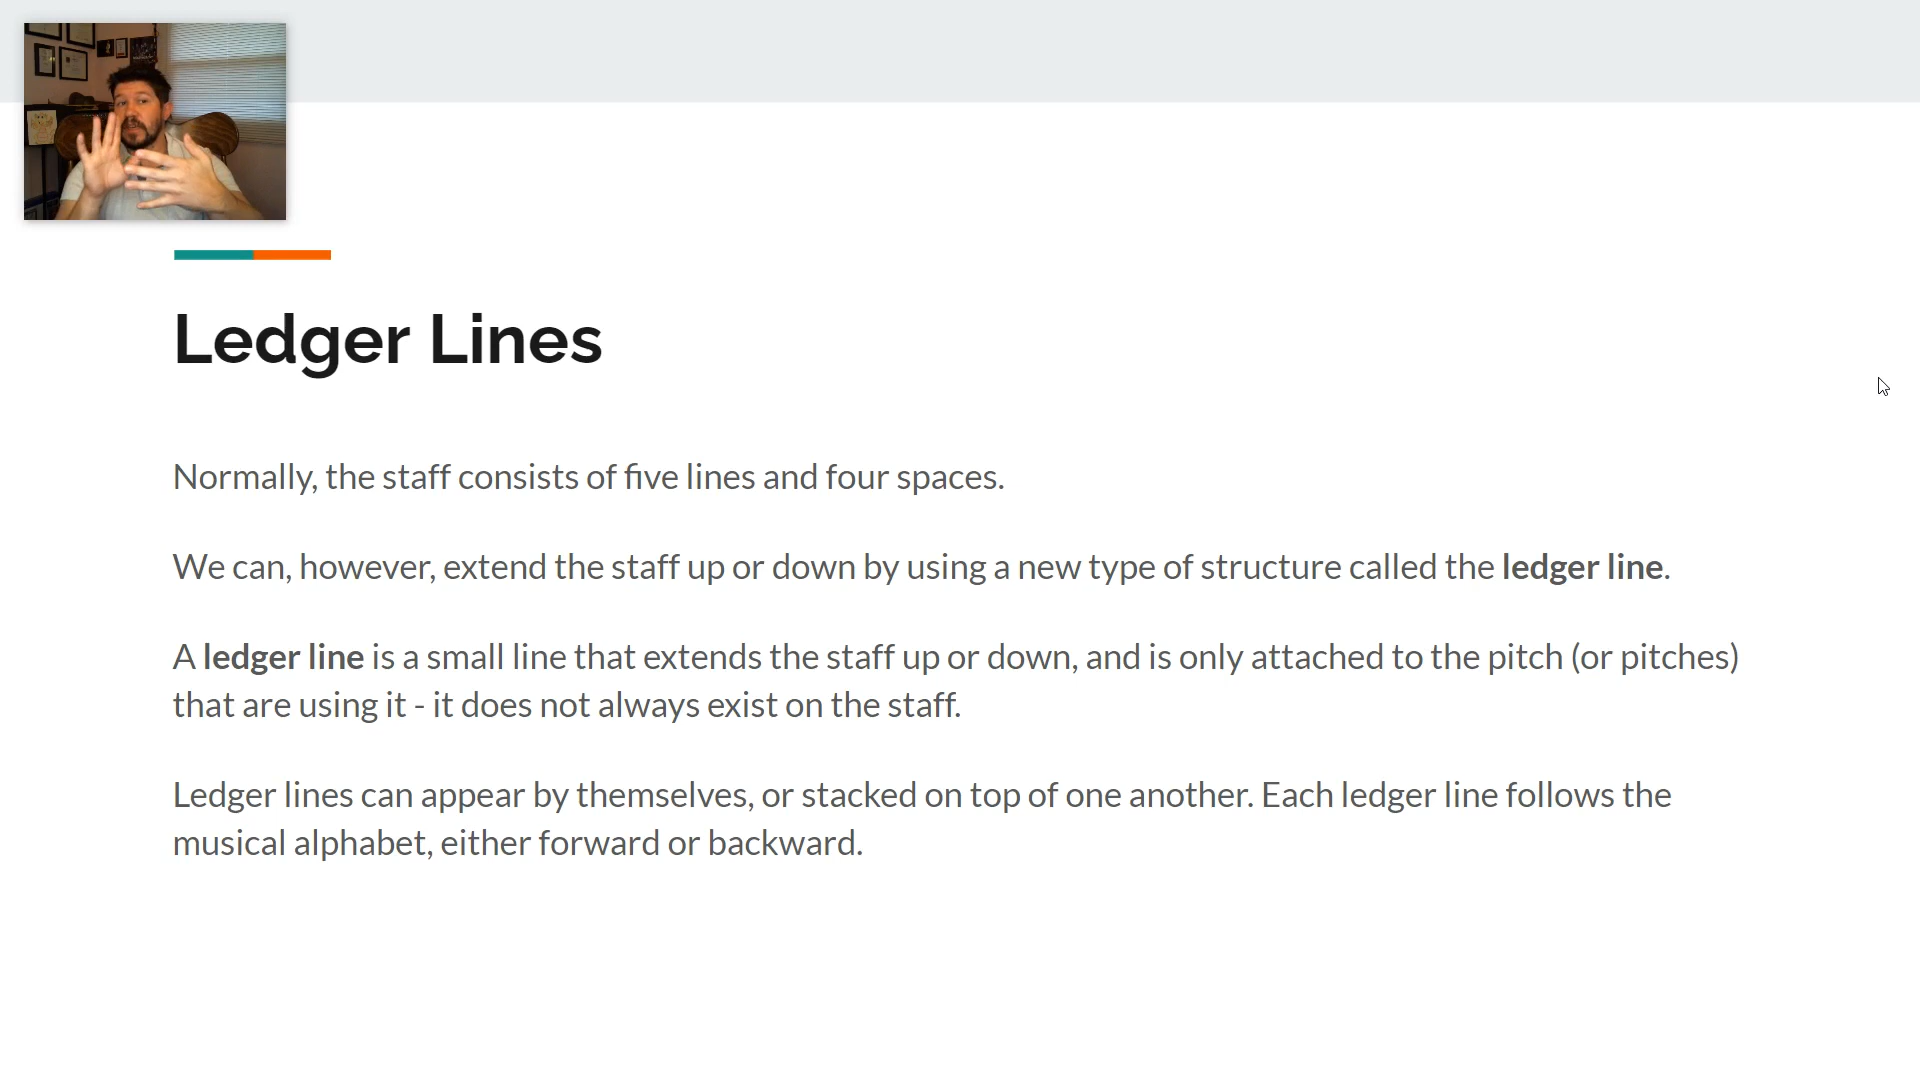 Ledger Lines
Normally, the staff consists of five lines and four spaces.
We can, however, extend the staff up or down by using a new type of structure called the ledger line.
A ledger line is a small line that extends the staff up or down, and is only attached to the pitch (or pitches)
that are using it - it does not always exist on the staff.
Ledger lines can appear by themselves, or stacked on top of one another. Each ledger line follows the
musical alphabet, either forward or backward.